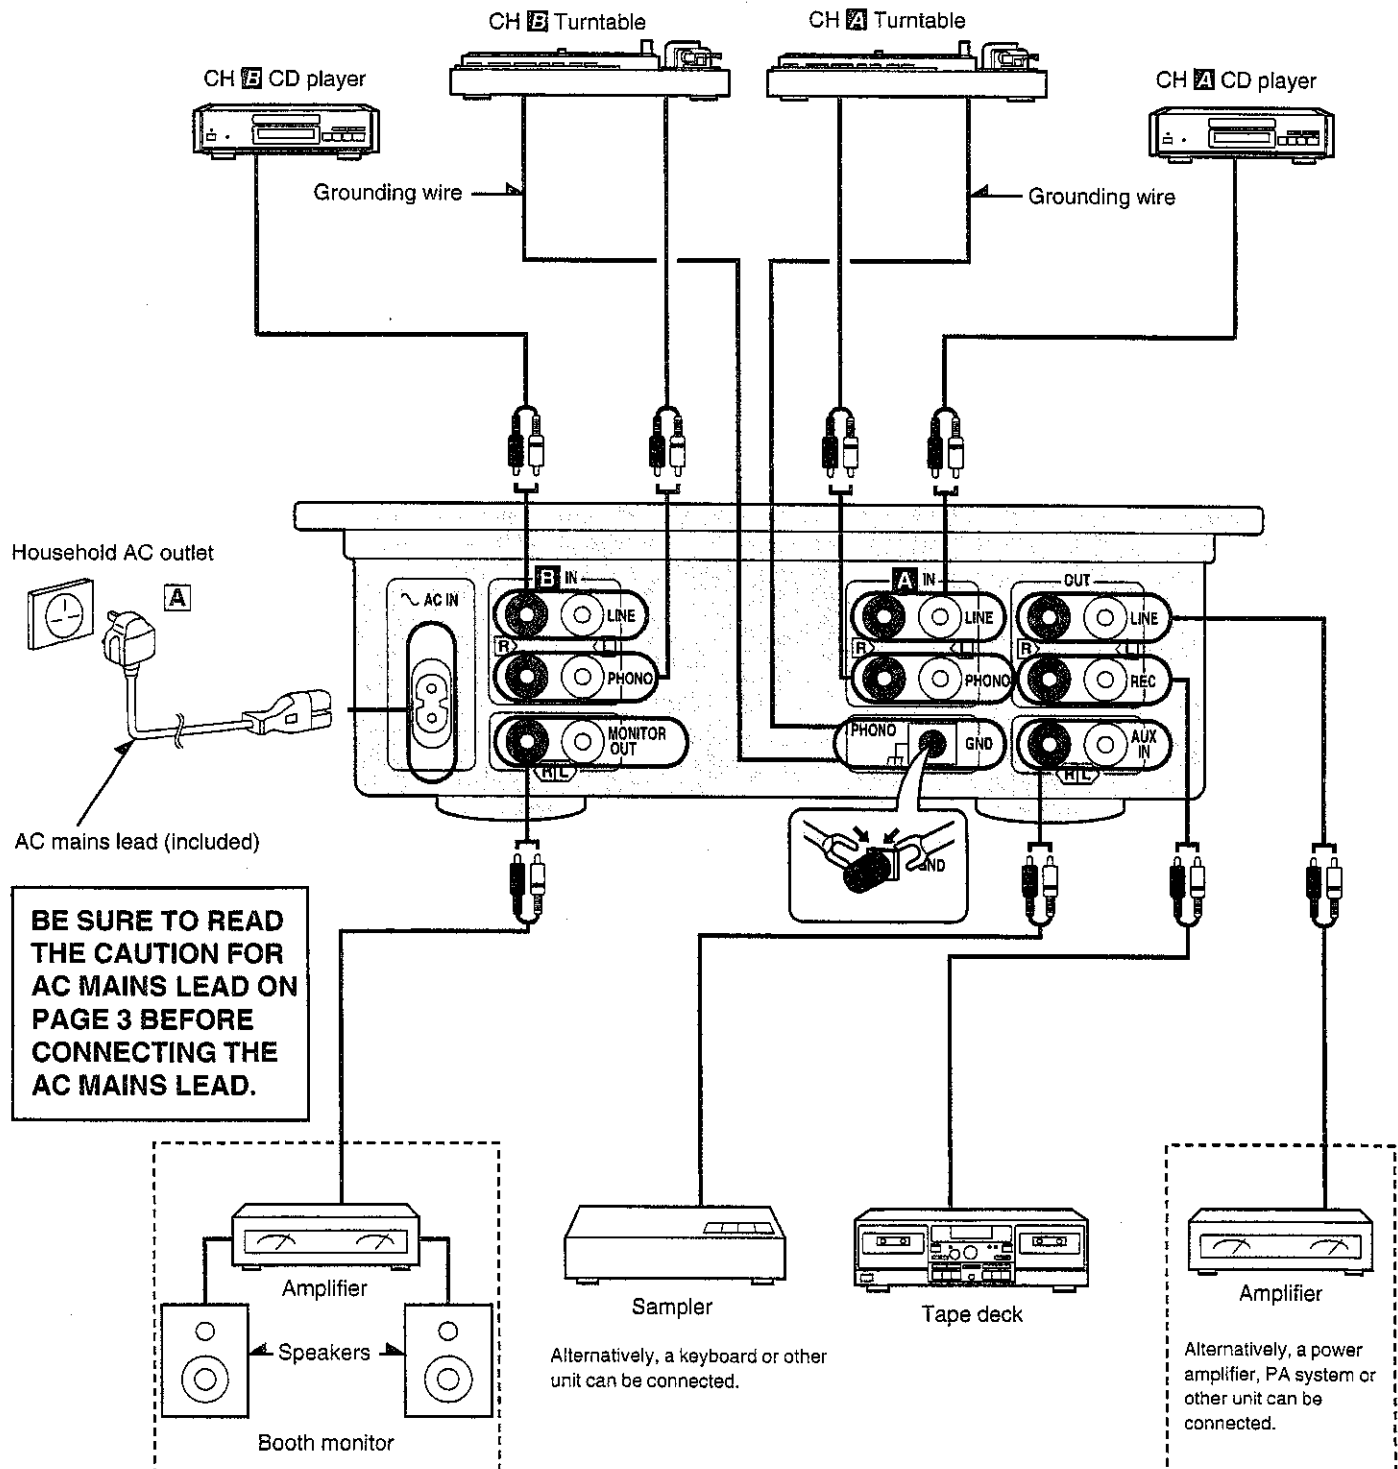 CH B Turntable
CH A Turntable
CH B CD player
CH A CD player
Grounding wire
Grounding wire
Household AC outlet
A
AC IN
B IN
LINE
R L
PHONO
MONITOR
OUT
R L
A IN
LINE
R L
PHONO
PHONO
GND
OUT
LINE
R L
REC
AUX
IN
R L
GND
AC mains lead (included)
BE SURE TO READ
THE CAUTION FOR
AC MAINS LEAD ON
PAGE 3 BEFORE
CONNECTING THE
AC MAINS LEAD.
Amplifier
Speakers
Booth monitor
Sampler
Alternatively, a keyboard or other
unit can be connected.
Tape deck
Amplifier
Alternatively, a power
amplifier, PA system or
other unit can be
connected.